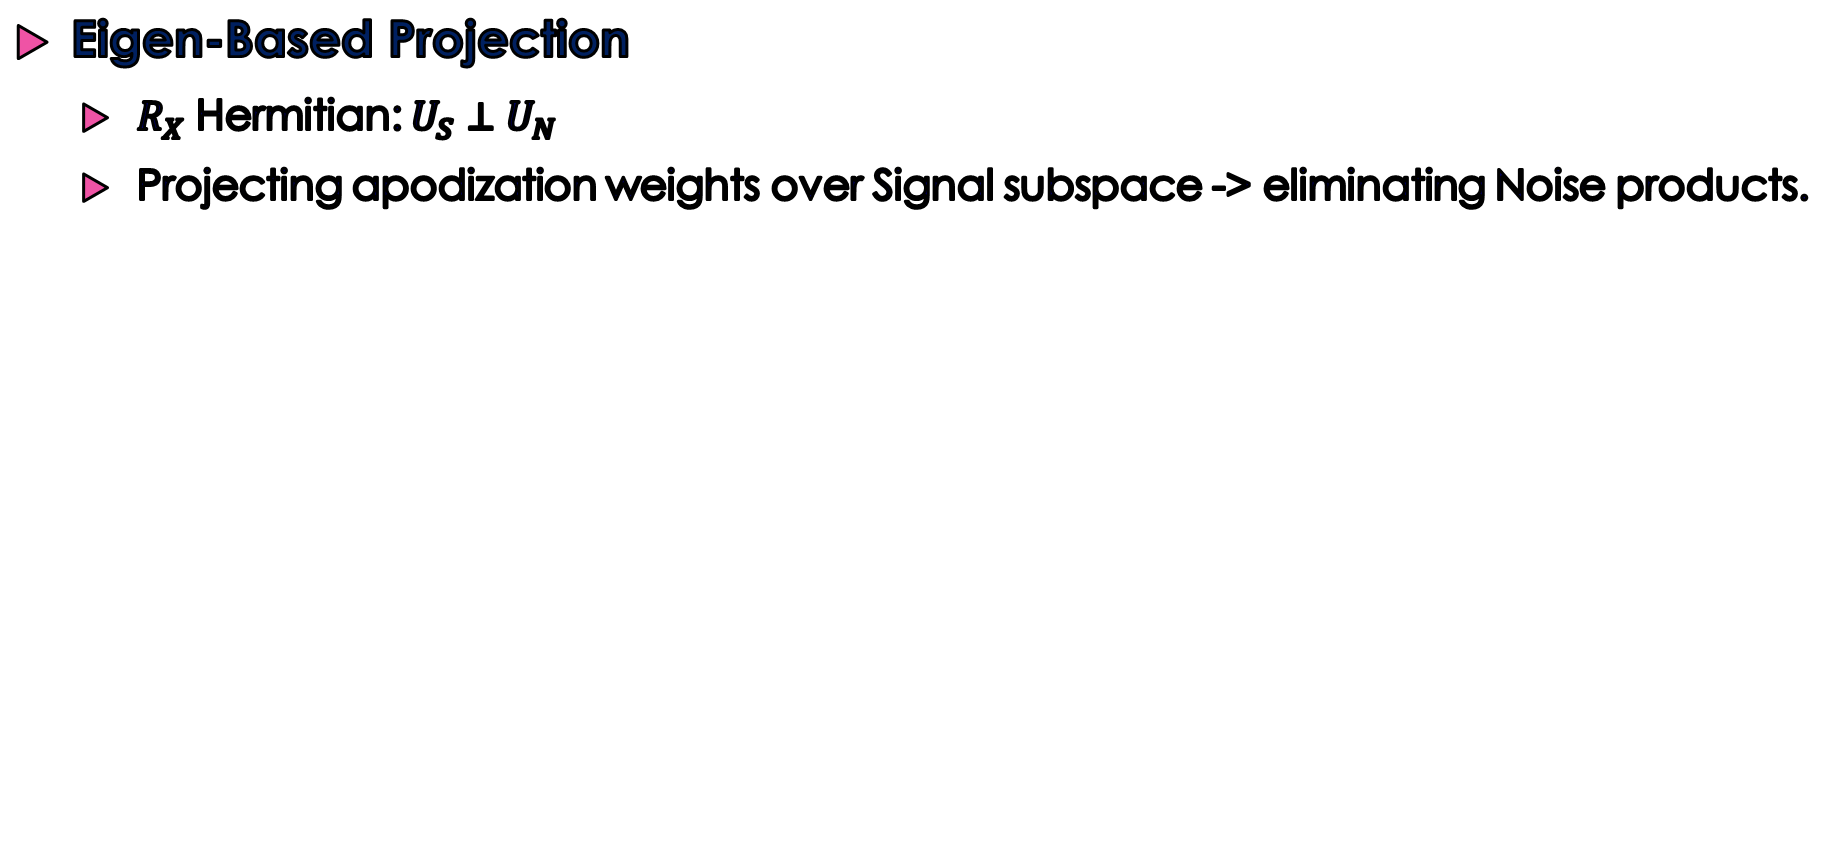 Eigen-Based Projection
R_X Hermitian: U_S ⊥ U_N
Projecting apodization weights over Signal subspace -> eliminating Noise products.